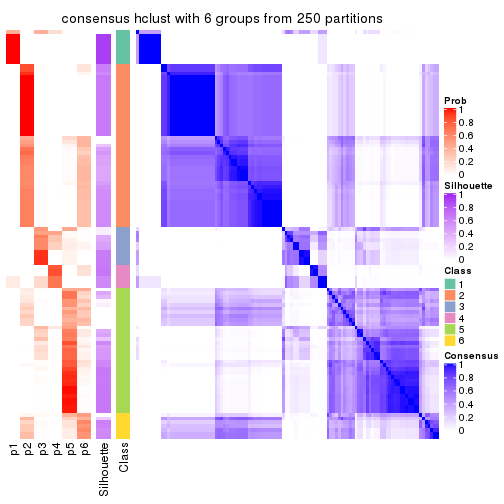 consensus hclust with 6 groups from 250 partitions
Prob
1
0.8
0.6
0.4
0.2
0
Silhouette
1
0.8
0.6
0.4
0.2
0
Class
1
2
3
4
5
6
Consensus
1
0.8
0.6
0.4
0.2
0
p1
p2
p3
p4
p5
p6
Silhouette
Class